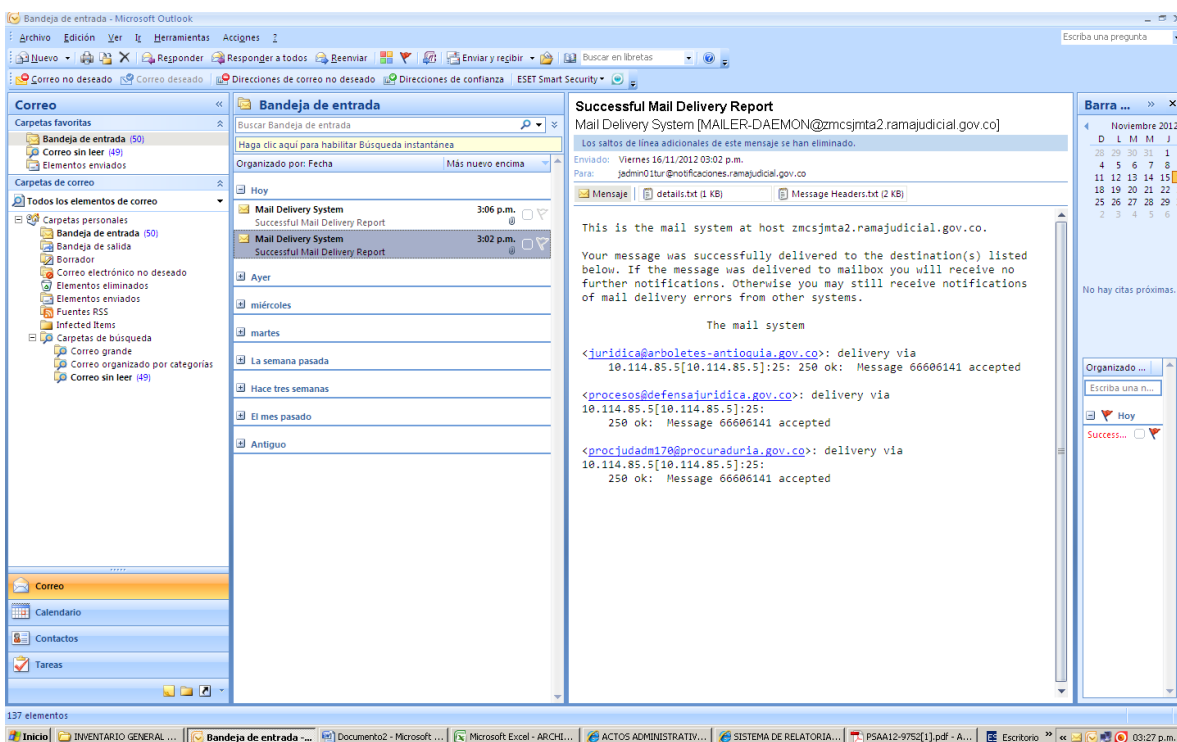 Bandeja de entrada - Microsoft Outlook
Archivo Edición Ver Ir Herramientas Acciones ?
Escriba una pregunta
Nuevo Responder Responder a todos Reenviar Enviar y recibir Buscar en libretas
Correo no deseado Correo deseado Direcciones de correo no deseado Direcciones de confianza ESET Smart Security
Correo
Carpetas favoritas
Bandeja de entrada (50)
Correo sin leer (49)
Elementos enviados
Carpetas de correo
Todos los elementos de correo
Carpetas personales
Bandeja de entrada (50)
Bandeja de salida
Borrador
Correo electrónico no deseado
Elementos eliminados
Elementos enviados
Fuentes RSS
Infected Items
Carpetas de búsqueda
Correo grande
Correo organizado por categorías
Correo sin leer (49)
Correo
Calendario
Contactos
Tareas
Bandeja de entrada
Buscar Bandeja de entrada
Haga clic aquí para habilitar Búsqueda instantánea
Organizado por: Fecha Más nuevo encima
Hoy
Mail Delivery System 3:06 p.m.
Successful Mail Delivery Report
Mail Delivery System 3:02 p.m.
Successful Mail Delivery Report
Ayer
miércoles
martes
La semana pasada
Hace tres semanas
El mes pasado
Antiguo
Successful Mail Delivery Report
Mail Delivery System [MAILER-DAEMON@zmcsjmta2.ramajudicial.gov.co]
Los saltos de línea adicionales de este mensaje se han eliminado.
Enviado: Viernes 16/11/2012 03:02 p.m.
Para: jadmin01tur@notificaciones.ramajudicial.gov.co
Mensaje details.txt (1 KB) Message Headers.txt (2 KB)
This is the mail system at host zmcsjmta2.ramajudicial.gov.co.
Your message was successfully delivered to the destination(s) listed
below. If the message was delivered to mailbox you will receive no
further notifications. Otherwise you may still receive notifications
of mail delivery errors from other systems.
The mail system
<juridica@arboletes-antioquia.gov.co>: delivery via
10.114.85.5[10.114.85.5]:25: 250 ok: Message 66606141 accepted
<procesos@defensajuridica.gov.co>: delivery via
10.114.85.5[10.114.85.5]:25:
250 ok: Message 66606141 accepted
<procjudadm170@procuraduria.gov.co>: delivery via
10.114.85.5[10.114.85.5]:25:
250 ok: Message 66606141 accepted
Barra ...
Noviembre 2012
D L M M J
28 29 30 31 1
4 5 6 7 8
11 12 13 14 15
18 19 20 21 22
25 26 27 28 29
2 3 4 5 6
No hay citas próximas.
Organizado ...
Escriba una n...
Hoy
Success...
137 elementos
Inicio INVENTARIO GENERAL ... Bandeja de entrada -... Documento2 - Microsoft ... Microsoft Excel - ARCHI... ACTOS ADMINISTRATIV... SISTEMA DE RELATORIA... PSAA12-9752[1].pdf - A... ES Escritorio 03:27 p.m.